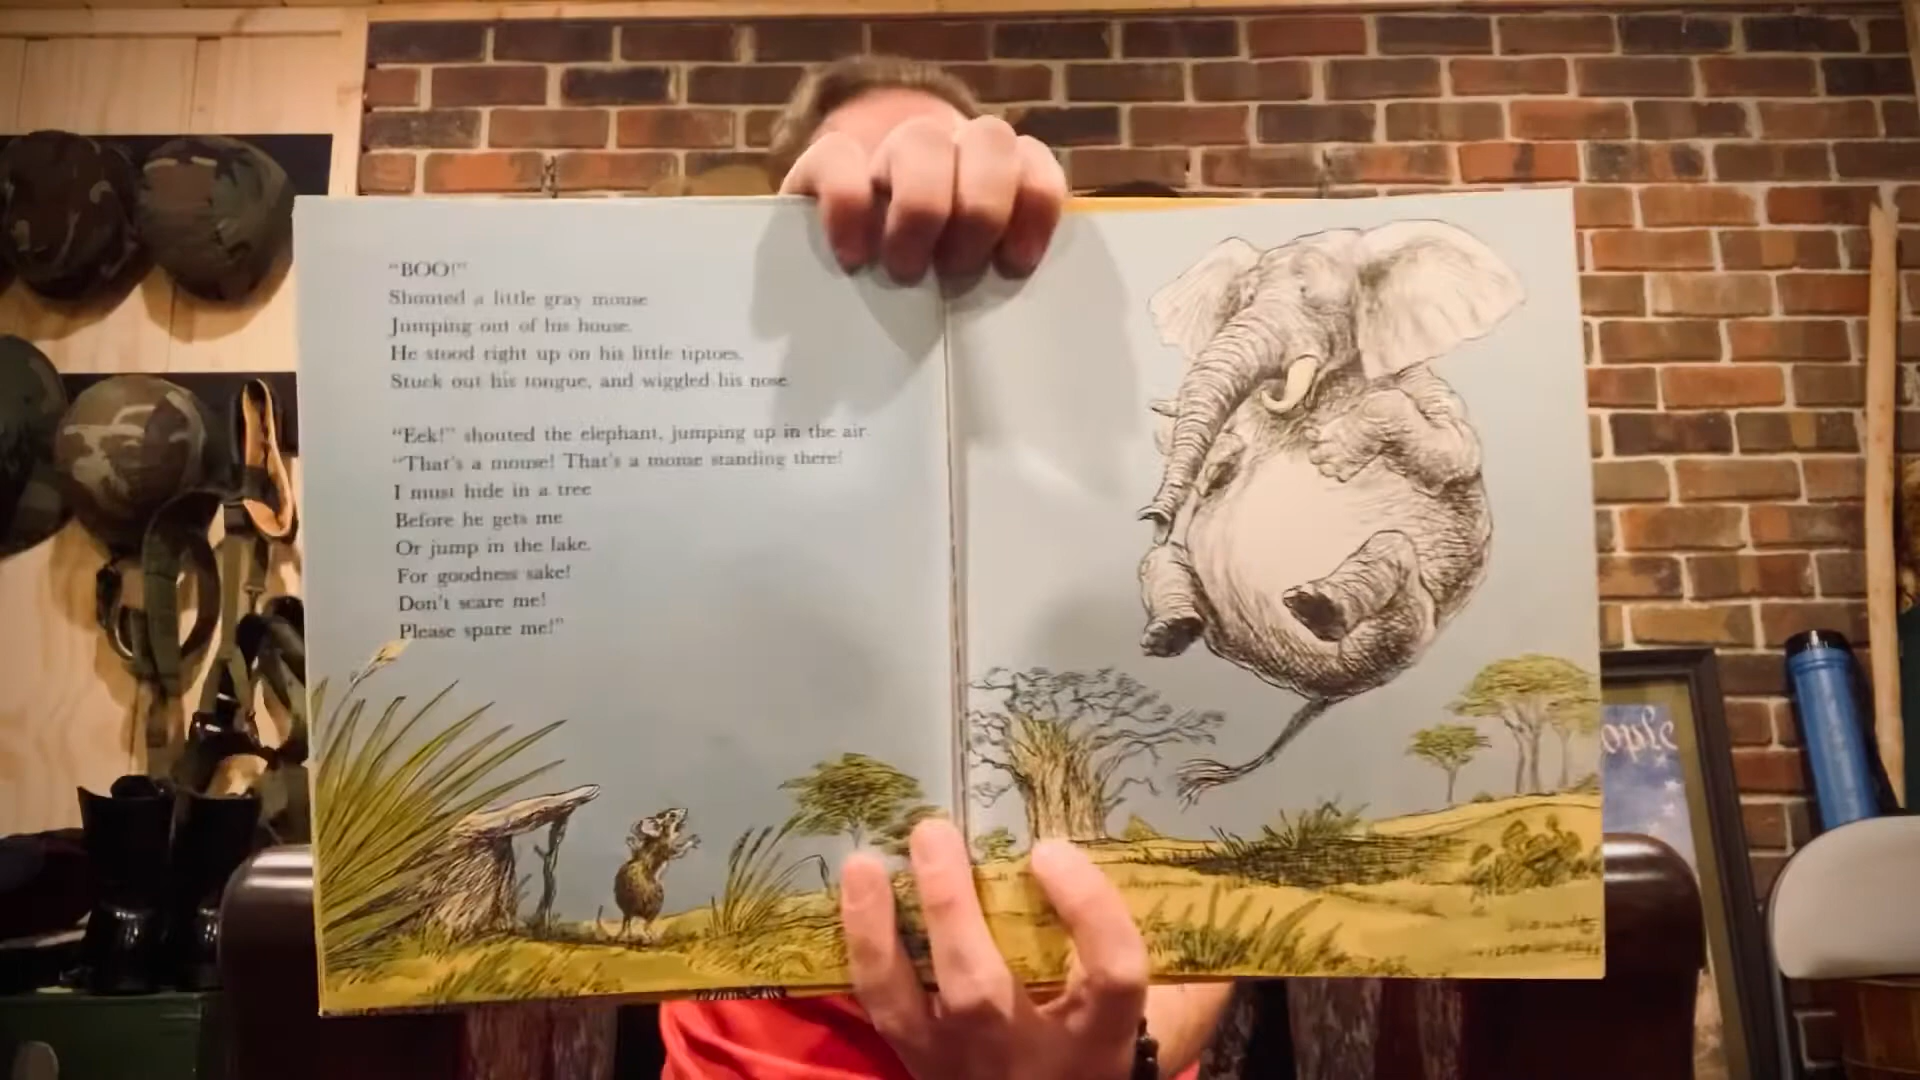 "BOO!"
Shouted a little gray mouse
Jumping out of his house.
He stood right up on his little tiptoes,
Stuck out his tongue, and wiggled his nose.
"Eek!" shouted the elephant, jumping up in the air.
"That's a mouse! That's a mouse standing there!
I must hide in a tree
Before he gets me
Or jump in the lake.
For goodness sake!
Don't scare me!
Please spare me!"
ople